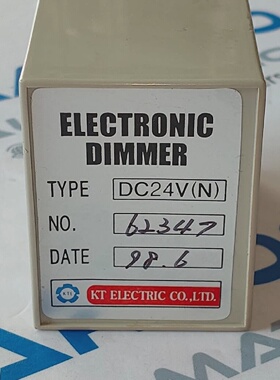 ELECTRONIC
DIMMER
TYPE DC24V(N)
NO. 62347
DATE 98.6
KT ELECTRIC CO.,LTD.